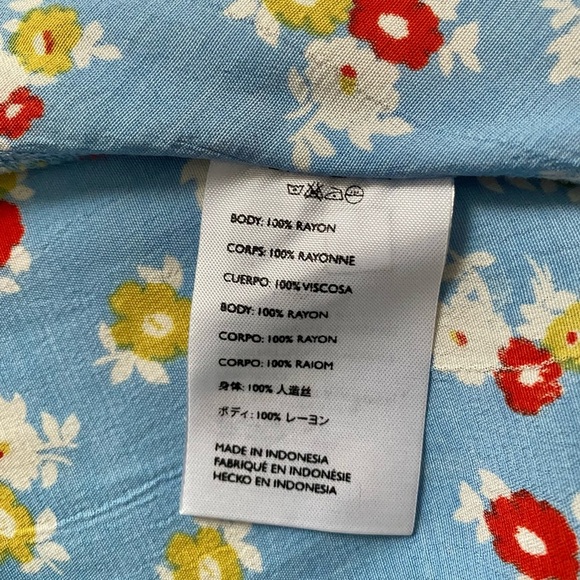 BODY: 100% RAYON
CORPS: 100% RAYONNE
CUERPO: 100% VISCOSA
BODY: 100% RAYON
CORPO: 100% RAYON
CORPO: 100% RAIOM
身体: 100% 人造丝
ボディ: 100% レーヨン
MADE IN INDONESIA
FABRIQUÉ EN INDONÉSIE
HECKO EN INDONESIA